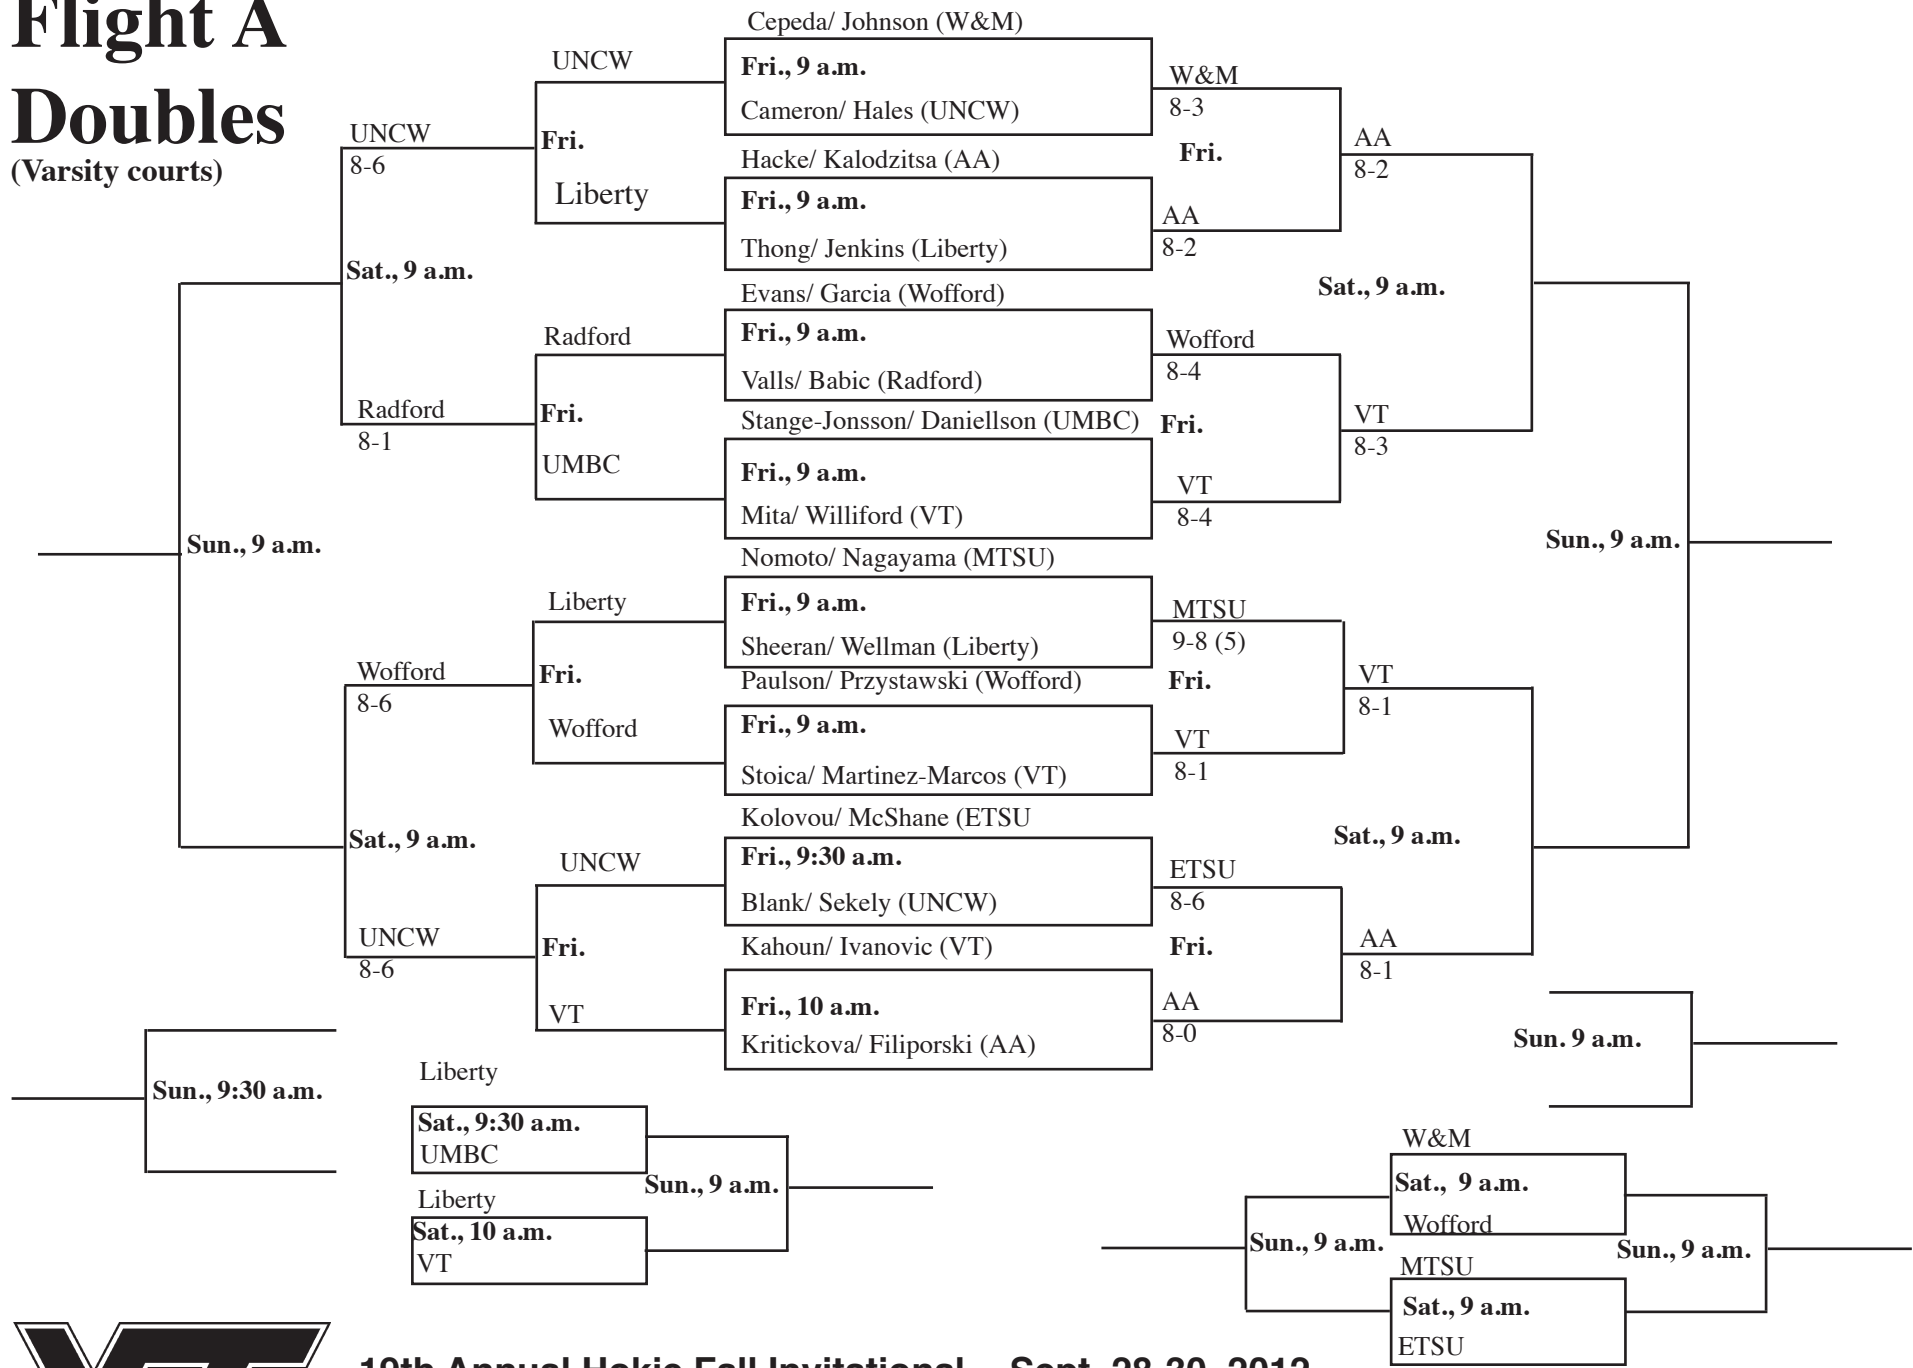 Flight A
Doubles
(Varsity courts)
UNCW
8-6
Sat., 9 a.m.
Radford
8-1
Sun., 9 a.m.
Wofford
8-6
Sat., 9 a.m.
UNCW
8-6
UNCW
Fri.
Liberty
Radford
Fri.
UMBC
Liberty
Fri.
Wofford
UNCW
Fri.
VT
Cepeda/ Johnson (W&M)
Fri., 9 a.m.
Cameron/ Hales (UNCW)
Hacke/ Kalodzitsa (AA)
Fri., 9 a.m.
Thong/ Jenkins (Liberty)
Evans/ Garcia (Wofford)
Fri., 9 a.m.
Valls/ Babic (Radford)
Stange-Jonsson/ Daniellson (UMBC)
Fri., 9 a.m.
Mita/ Williford (VT)
Nomoto/ Nagayama (MTSU)
Fri., 9 a.m.
Sheeran/ Wellman (Liberty)
Paulson/ Przystawski (Wofford)
Fri., 9 a.m.
Stoica/ Martinez-Marcos (VT)
Kolovou/ McShane (ETSU
Fri., 9:30 a.m.
Blank/ Sekely (UNCW)
Kahoun/ Ivanovic (VT)
Fri., 10 a.m.
Kritickova/ Filiporski (AA)
W&M
8-3
Fri.
AA
8-2
Wofford
8-4
Fri.
VT
8-4
MTSU
9-8 (5)
Fri.
VT
8-1
ETSU
8-6
Fri.
AA
8-0
AA
8-2
Sat., 9 a.m.
VT
8-3
Sun., 9 a.m.
VT
8-1
Sat., 9 a.m.
AA
8-1
Sun., 9:30 a.m.
Liberty
Sat., 9:30 a.m.
UMBC
Sun., 9 a.m.
Liberty
Sat., 10 a.m.
VT
Sun. 9 a.m.
W&M
Sat., 9 a.m.
Wofford
Sun., 9 a.m.
Sun., 9 a.m.
MTSU
Sat., 9 a.m.
ETSU
19th Annual Hokie Fall Invitational – Sept. 28-30, 2012